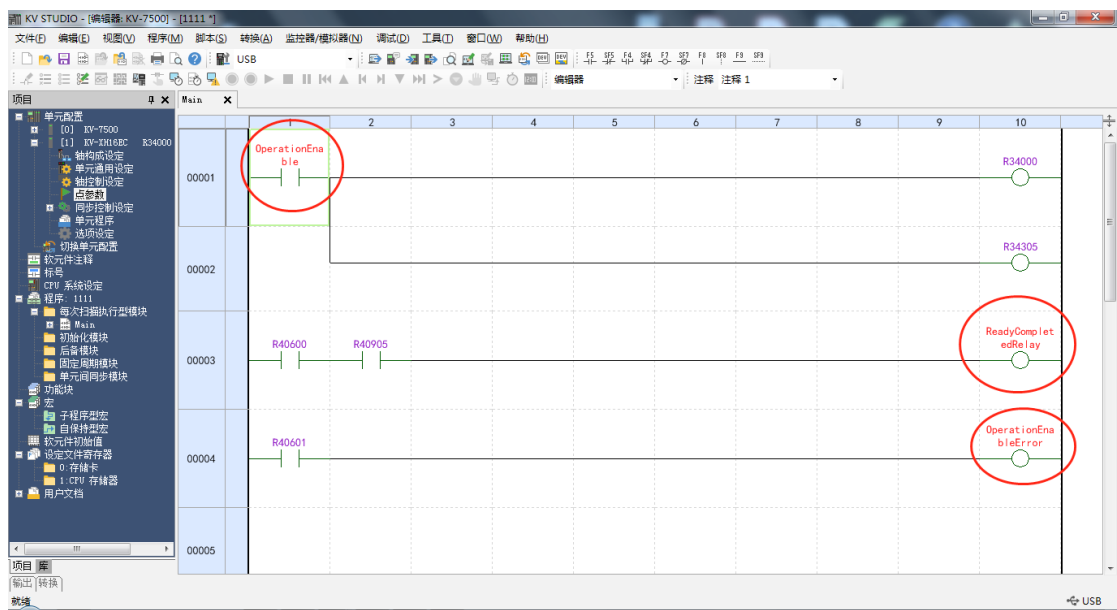 KV STUDIO - [编辑器: KV-7500] - [1111 *]
文件(F) 编辑(E) 视图(V) 程序(M) 脚本(S) 转换(A) 监控器/模拟器(N) 调试(D) 工具(T) 窗口(W) 帮助(H)
USB
F5 SF5 F4 SF4 F7 SF7 F8 SF8 F9 SF9
编辑器 注释 注释 1
项目
Main
单元配置
[0] KV-7500
[1] KV-XH16EC R34000
轴构成设定
单元通用设定
轴控制设定
点参数
同步控制设定
单元程序
选项设定
切换单元配置
软元件注释
标号
CPU 系统设定
程序: 1111
每次扫描执行型模块
Main
初始化模块
后备模块
固定周期模块
单元间同步模块
功能块
宏
子程序型宏
自保持型宏
软元件初始值
设定文件寄存器
0:存储卡
1:CPU 存储器
用户文档
项目 库
输出 转换
就绪
1 2 3 4 5 6 7 8 9 10
OperationEna
ble
00001
R34000
R34305
00002
R40600
R40905
ReadyComplet
edRelay
00003
R40601
OperationEna
bleError
00004
00005
USB